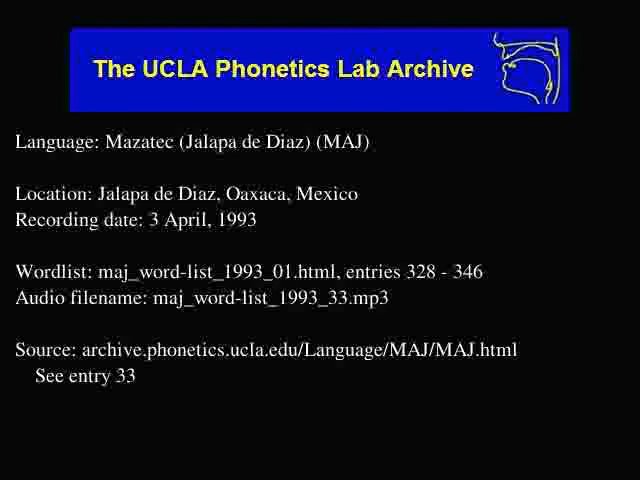 The UCLA Phonetics Lab Archive
Language: Mazatec (Jalapa de Diaz) (MAJ)
Location: Jalapa de Diaz, Oaxaca, Mexico
Recording date: 3 April, 1993
Wordlist: maj_word-list_1993_01.html, entries 328 - 346
Audio filename: maj_word-list_1993_33.mp3
Source: archive.phonetics.ucla.edu/Language/MAJ/MAJ.html
See entry 33